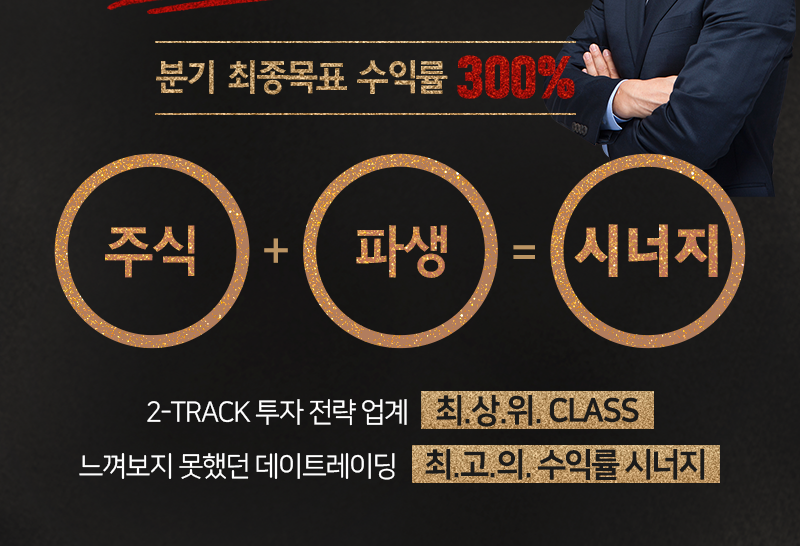 분기 최종목표 수익률 300%
주식 + 파생 = 시너지
2-TRACK 투자 전략 업계 최.상.위. CLASS
느껴보지 못했던 데이트레이딩 최.고.의. 수익률 시너지